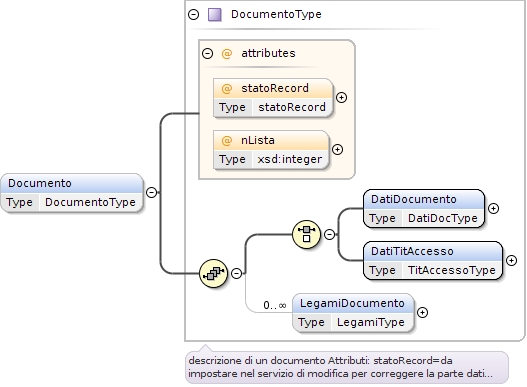 DocumentoType
@ attributes
@ statoRecord
Type statoRecord
@ nLista
Type xsd:integer
Documento
Type DocumentoType
DatiDocumento
Type DatiDocType
DatiTitAccesso
Type TitAccessoType
0..∞
LegamiDocumento
Type LegamiType
descrizione di un documento Attributi: statoRecord=da
impostare nel servizio di modifica per correggere la parte dati...